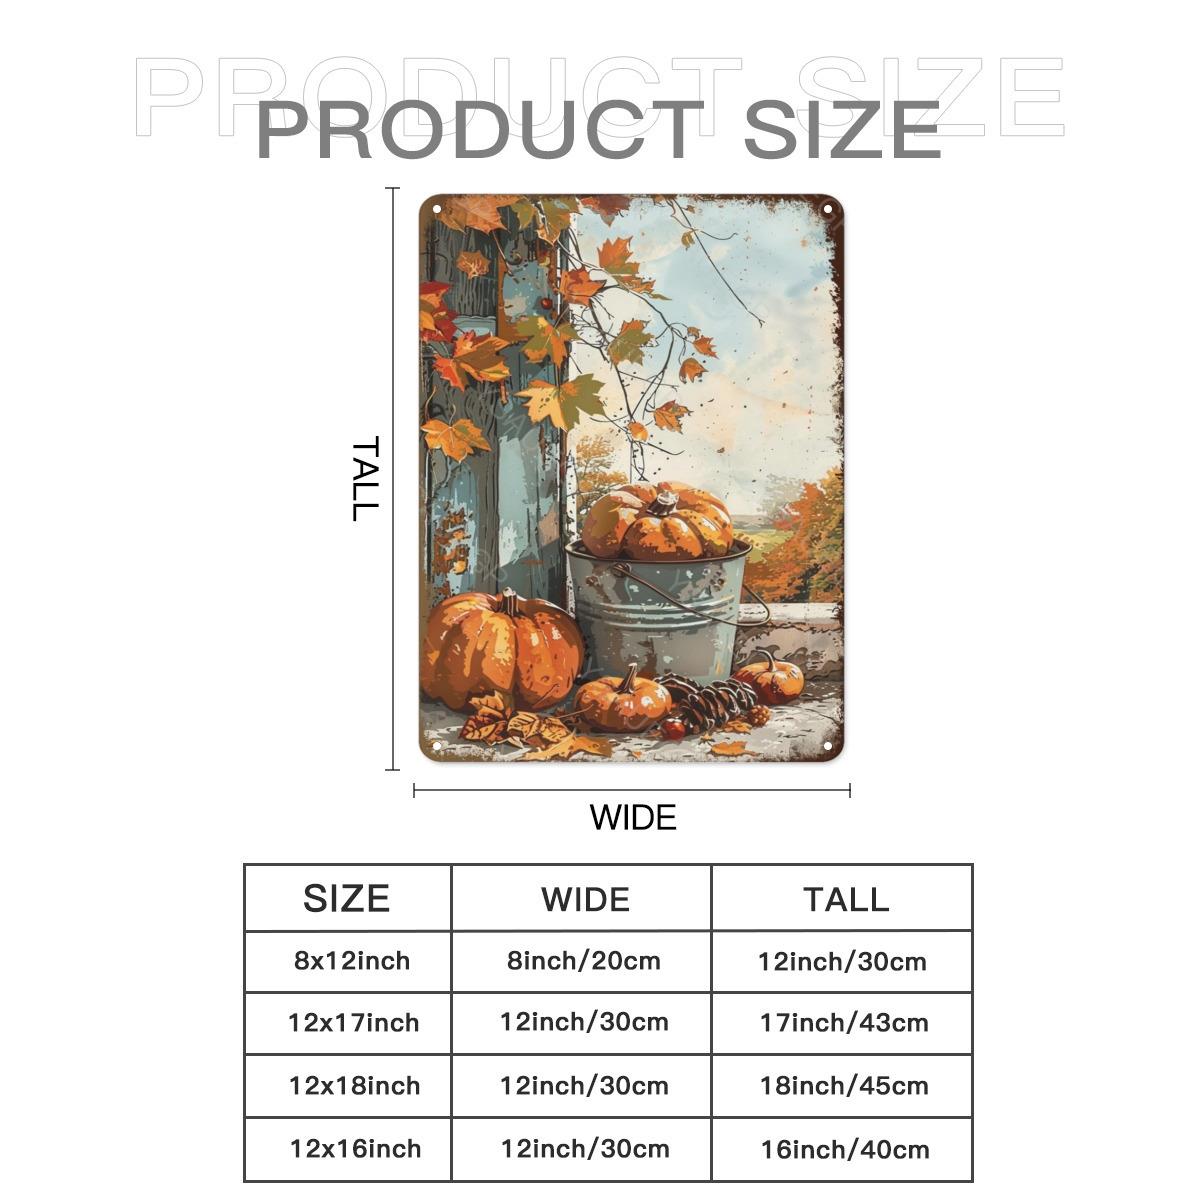 PRODUCT SIZE
PRODUCT SIZE
TALL
WIDE
SIZE WIDE TALL
8x12inch 8inch/20cm 12inch/30cm
12x17inch 12inch/30cm 17inch/43cm
12x18inch 12inch/30cm 18inch/45cm
12x16inch 12inch/30cm 16inch/40cm